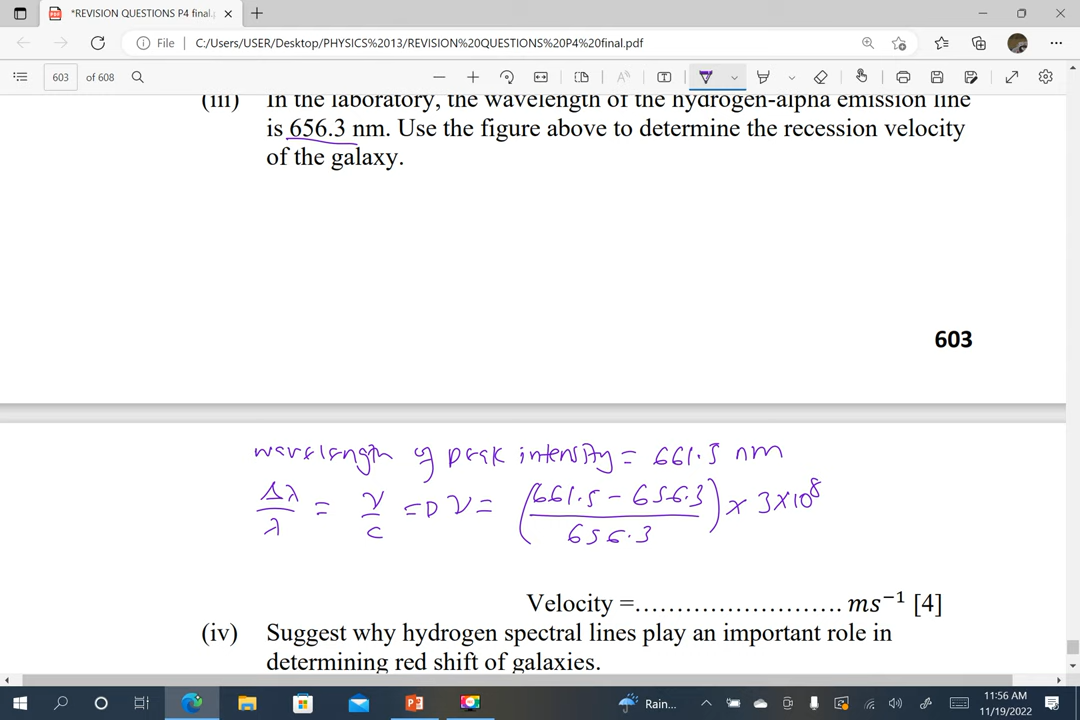 *REVISION QUESTIONS P4 final.p
File C:/Users/USER/Desktop/PHYSICS%2013/REVISION%20QUESTIONS%20P4%20final.pdf
603 of 608
(iii) In the laboratory, the wavelength of the hydrogen-alpha emission line
is 656.3 nm. Use the figure above to determine the recession velocity
of the galaxy.
603
wavelength of peak intensity = 661.5 nm
Δλ/λ = v/c => v = (661.5 - 656.3 / 656.3) × 3×10⁸
Velocity =......................... ms⁻¹ [4]
(iv) Suggest why hydrogen spectral lines play an important role in
determining red shift of galaxies.
Rain...
11:56 AM
11/19/2022